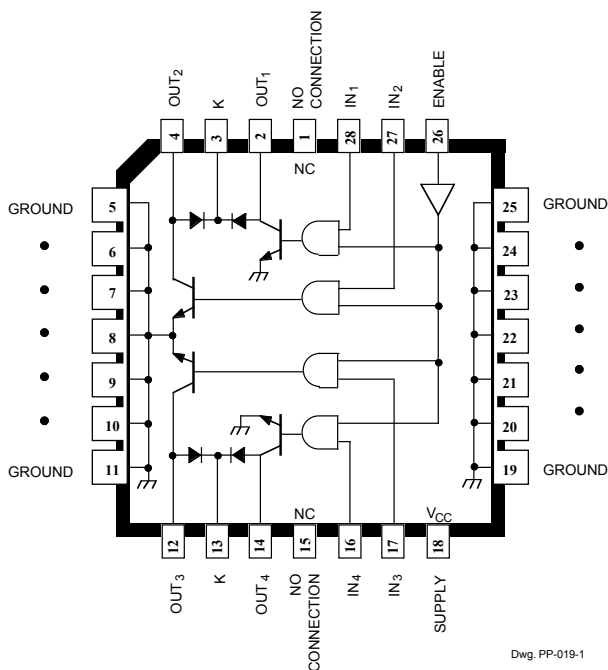 OUT₂
K
OUT₁
NO
CONNECTION
IN₁
IN₂
ENABLE
4
3
2
1
28
27
26
NC
GROUND
5
25
GROUND
6
24
7
23
8
22
9
21
10
20
GROUND
11
19
GROUND
NC
V_CC
12
13
14
15
16
17
18
OUT₃
K
OUT₄
NO
CONNECTION
IN₄
IN₃
SUPPLY
Dwg. PP-019-1